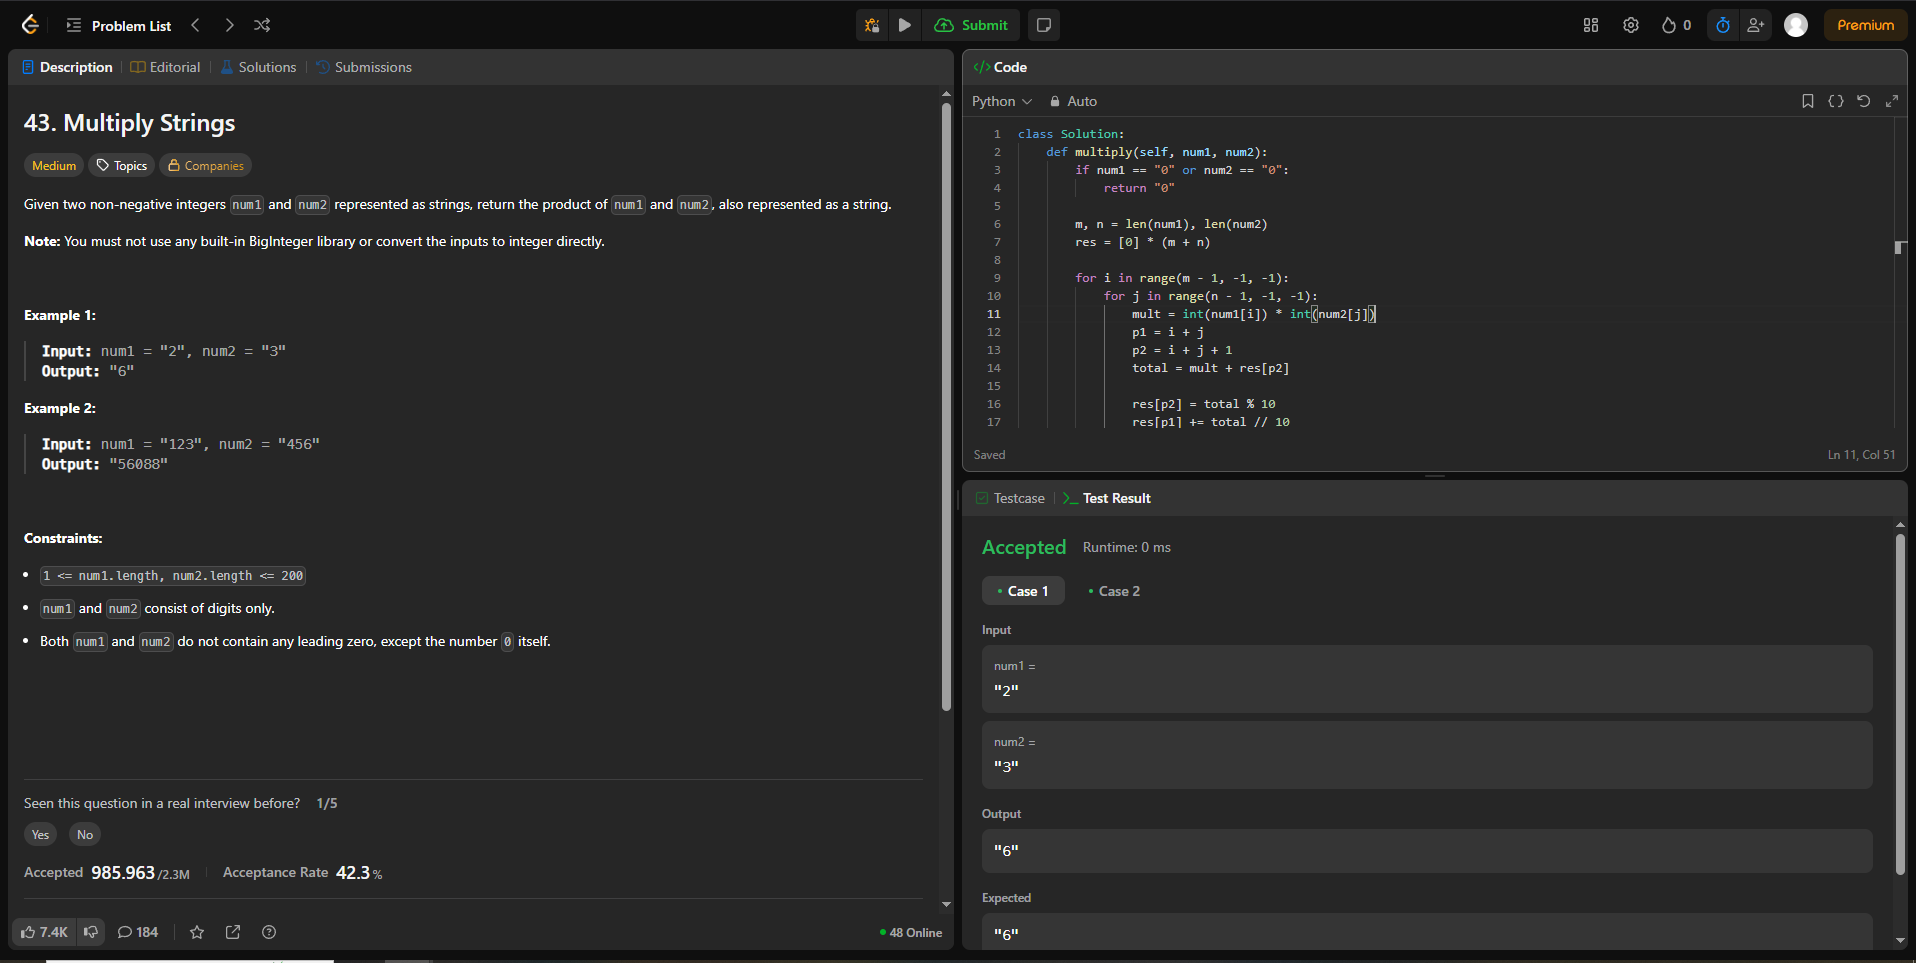 Problem List
Submit
0
Premium
Description
Editorial
Solutions
Submissions
43. Multiply Strings
Medium
Topics
Companies
Given two non-negative integers num1 and num2 represented as strings, return the product of num1 and num2, also represented as a string.
Note: You must not use any built-in BigInteger library or convert the inputs to integer directly.
Example 1:
Input: num1 = "2", num2 = "3"
Output: "6"
Example 2:
Input: num1 = "123", num2 = "456"
Output: "56088"
Constraints:
1 <= num1.length, num2.length <= 200
num1 and num2 consist of digits only.
Both num1 and num2 do not contain any leading zero, except the number 0 itself.
Seen this question in a real interview before? 1/5
Yes No
Accepted 985.963/2.3M Acceptance Rate 42.3%
7.4K 184 48 Online
Code
Python Auto
1 class Solution:
2 def multiply(self, num1, num2):
3 if num1 == "0" or num2 == "0":
4 return "0"
5
6 m, n = len(num1), len(num2)
7 res = [0] * (m + n)
8
9 for i in range(m - 1, -1, -1):
10 for j in range(n - 1, -1, -1):
11 mult = int(num1[i]) * int(num2[j])
12 p1 = i + j
13 p2 = i + j + 1
14 total = mult + res[p2]
15
16 res[p2] = total % 10
17 res[p1] += total // 10
Saved Ln 11, Col 51
Testcase
>_ Test Result
Accepted Runtime: 0 ms
Case 1 Case 2
Input
num1 =
"2"
num2 =
"3"
Output
"6"
Expected
"6"